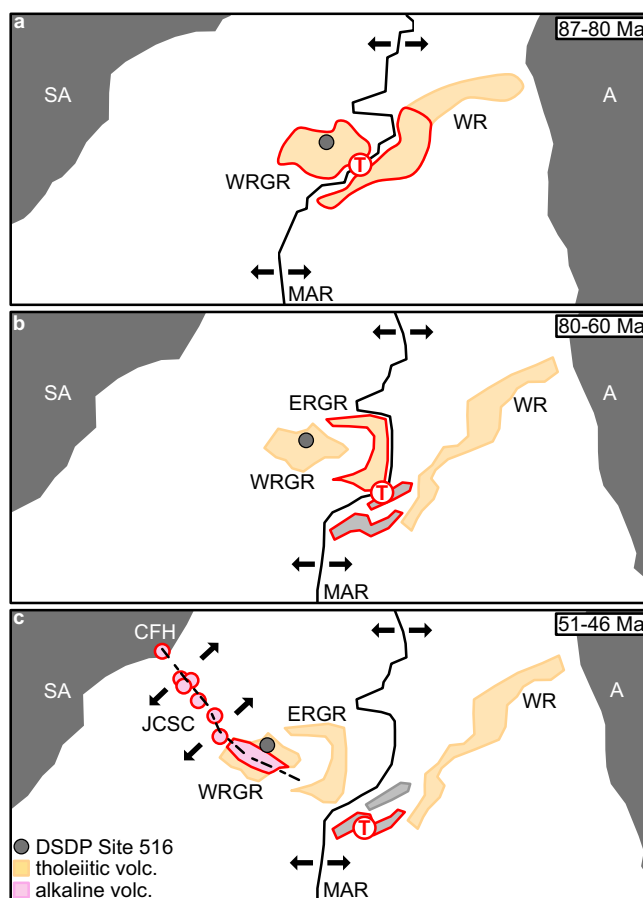 a
87-80 Ma
SA
A
WR
T
WRGR
MAR
b
80-60 Ma
SA
A
ERGR
WR
WRGR
T
MAR
c
51-46 Ma
CFH
SA
A
WR
JCSC
ERGR
WRGR
T
DSDP Site 516
tholeiitic volc.
MAR
alkaline volc.